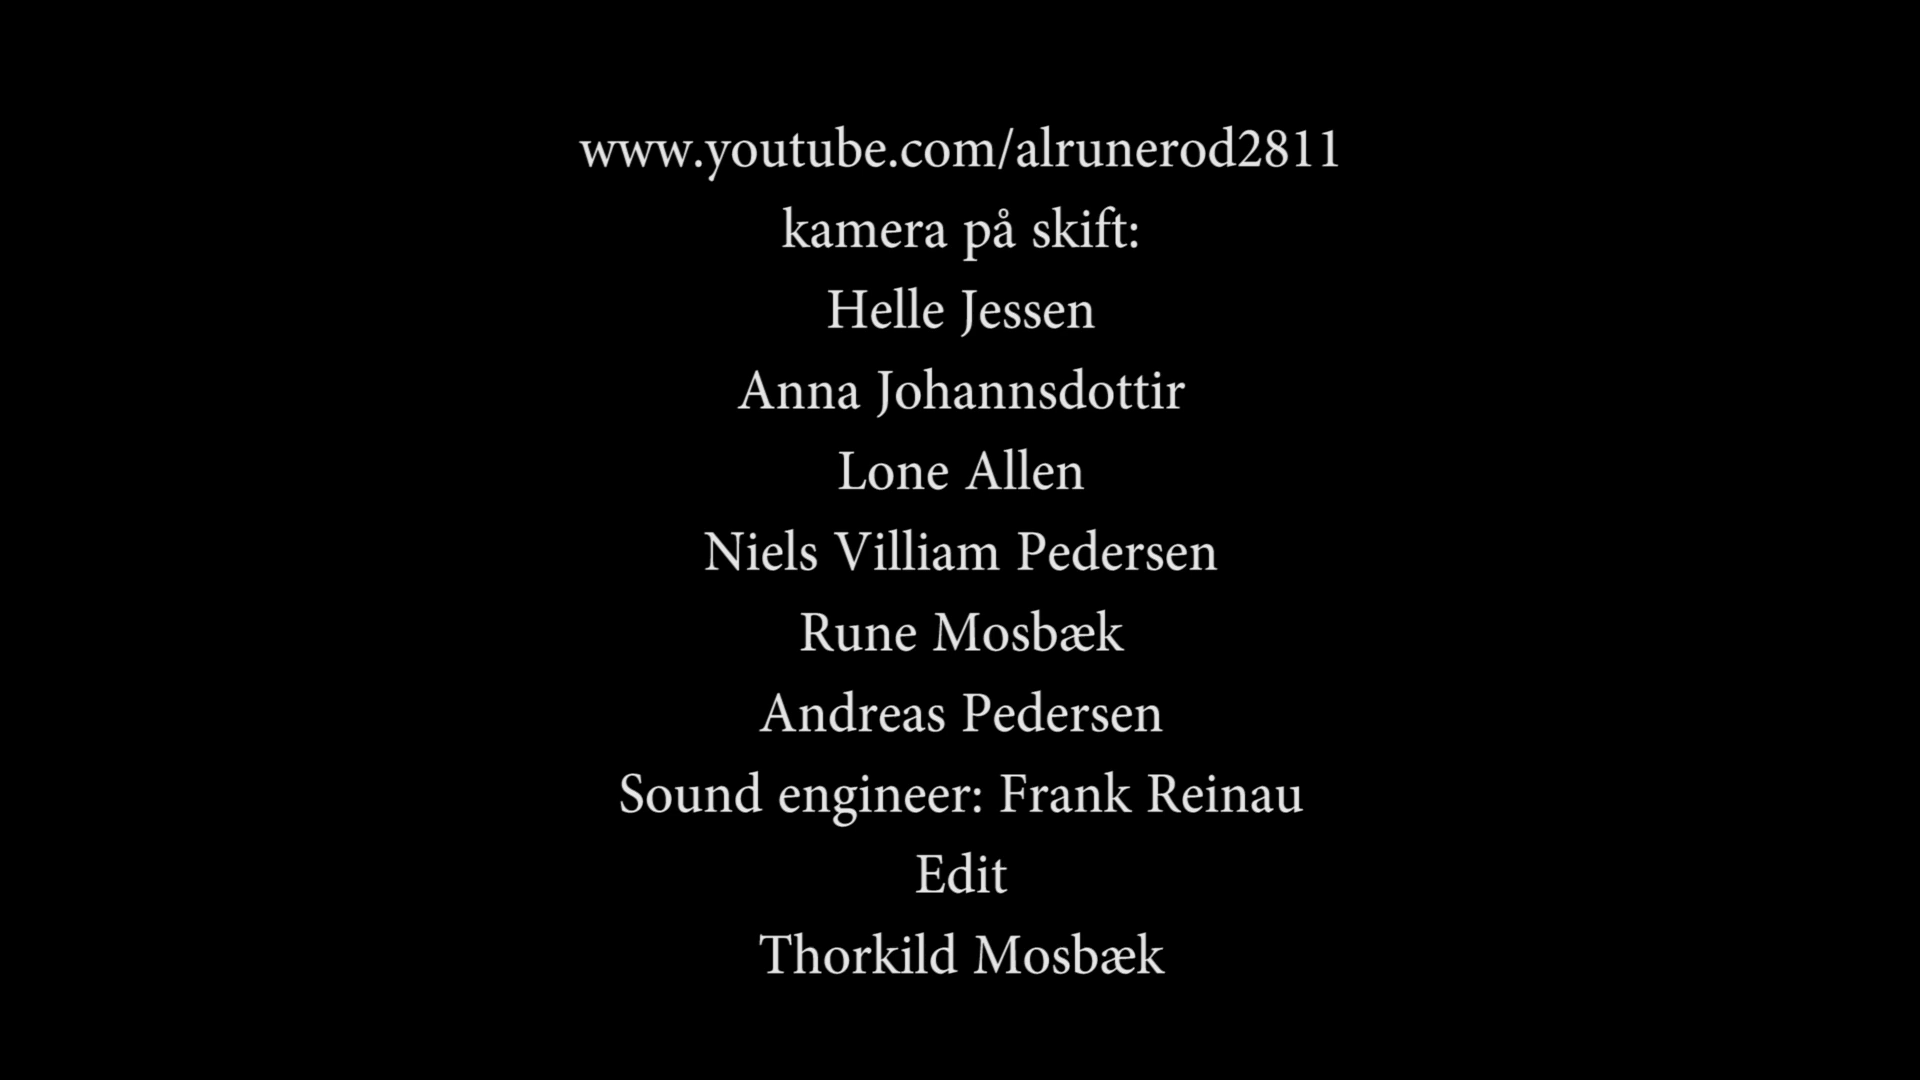 www.youtube.com/alrunerod2811
kamera på skift:
Helle Jessen
Anna Johannsdottir
Lone Allen
Niels Villiam Pedersen
Rune Mosbæk
Andreas Pedersen
Sound engineer: Frank Reinau
Edit
Thorkild Mosbæk